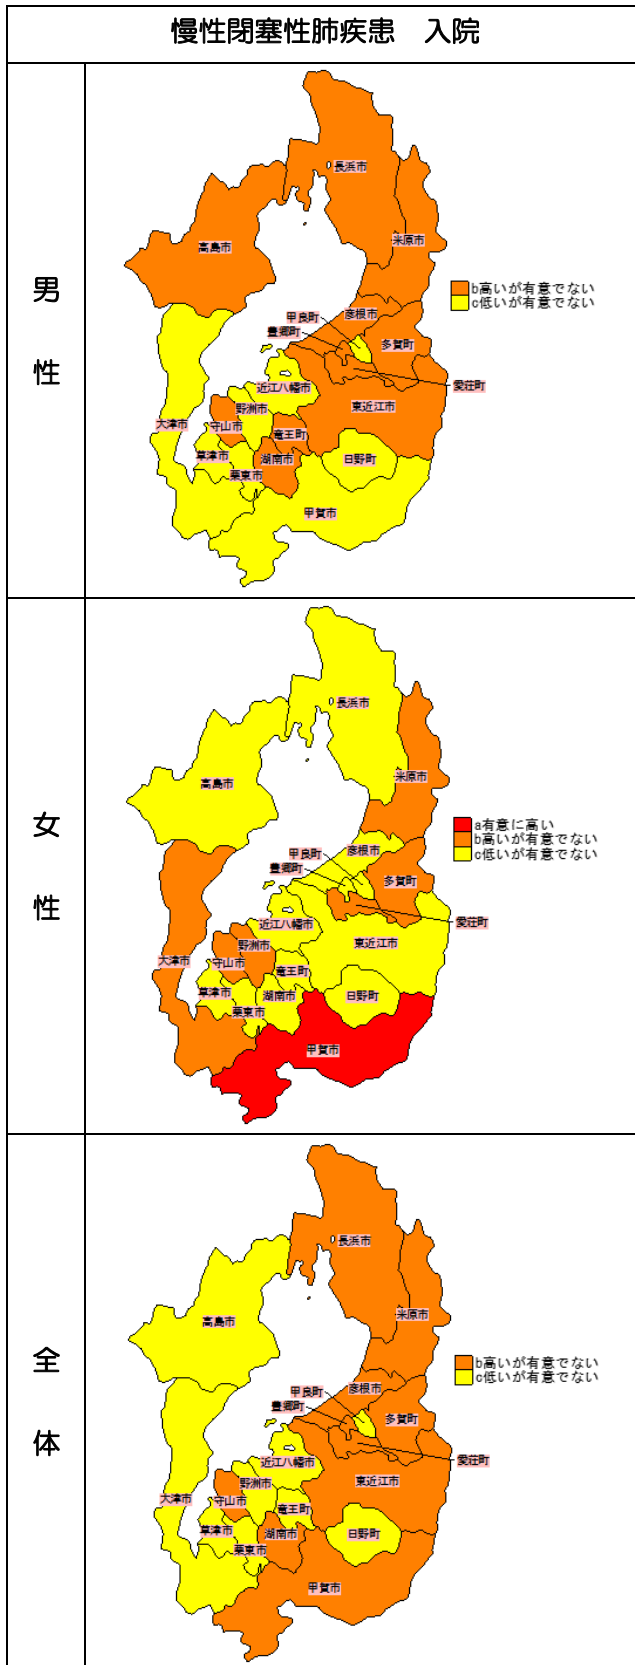 慢性閉塞性肺疾患　入院
男性
長浜市
米原市
高島市
b高いが有意でない
c低いが有意でない
彦根市
甲良町
豊郷町
多賀町
愛荘町
近江八幡市
東近江市
野洲市
大津市
守山市
竜王町
草津市
湖南市
日野町
栗東市
甲賀市
女性
長浜市
米原市
高島市
a有意に高い
b高いが有意でない
c低いが有意でない
彦根市
甲良町
豊郷町
多賀町
愛荘町
近江八幡市
東近江市
野洲市
大津市
守山市
竜王町
草津市
湖南市
日野町
栗東市
甲賀市
全体
長浜市
米原市
高島市
b高いが有意でない
c低いが有意でない
彦根市
甲良町
豊郷町
多賀町
愛荘町
近江八幡市
東近江市
野洲市
大津市
守山市
竜王町
草津市
湖南市
日野町
栗東市
甲賀市